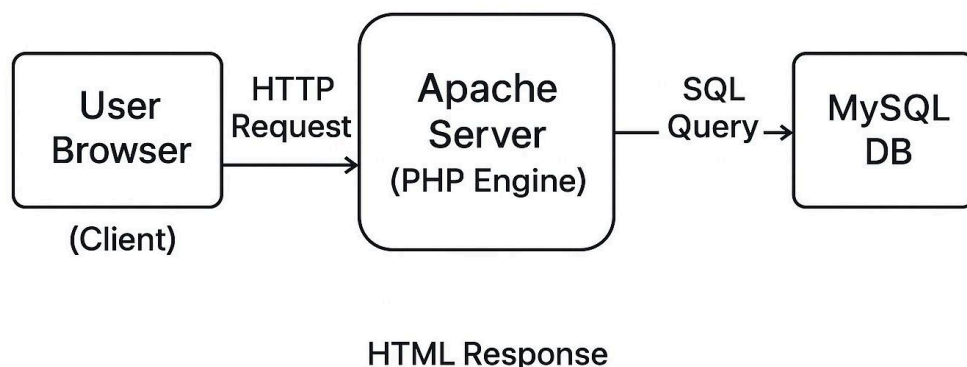 User
Browser
(Client)
HTTP
Request
Apache
Server
(PHP Engine)
SQL
Query
MySQL
DB
HTML Response